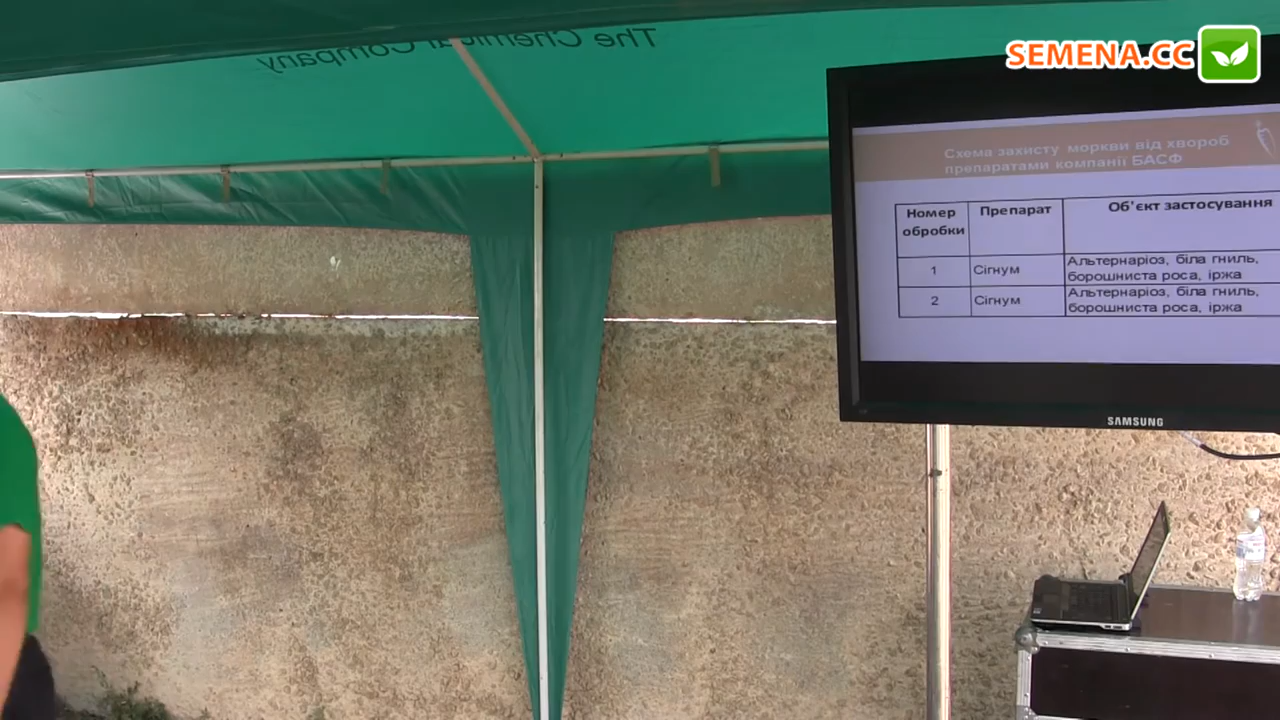 The Chemical Company
SEMENA.CC
Схема захисту моркви від хвороб
препаратами компанії БАСФ
Номер обробки
Препарат
Об'єкт застосування
1
Сігнум
Альтернаріоз, біла гниль,
борошниста роса, іржа
2
Сігнум
Альтернаріоз, біла гниль,
борошниста роса, іржа
SAMSUNG